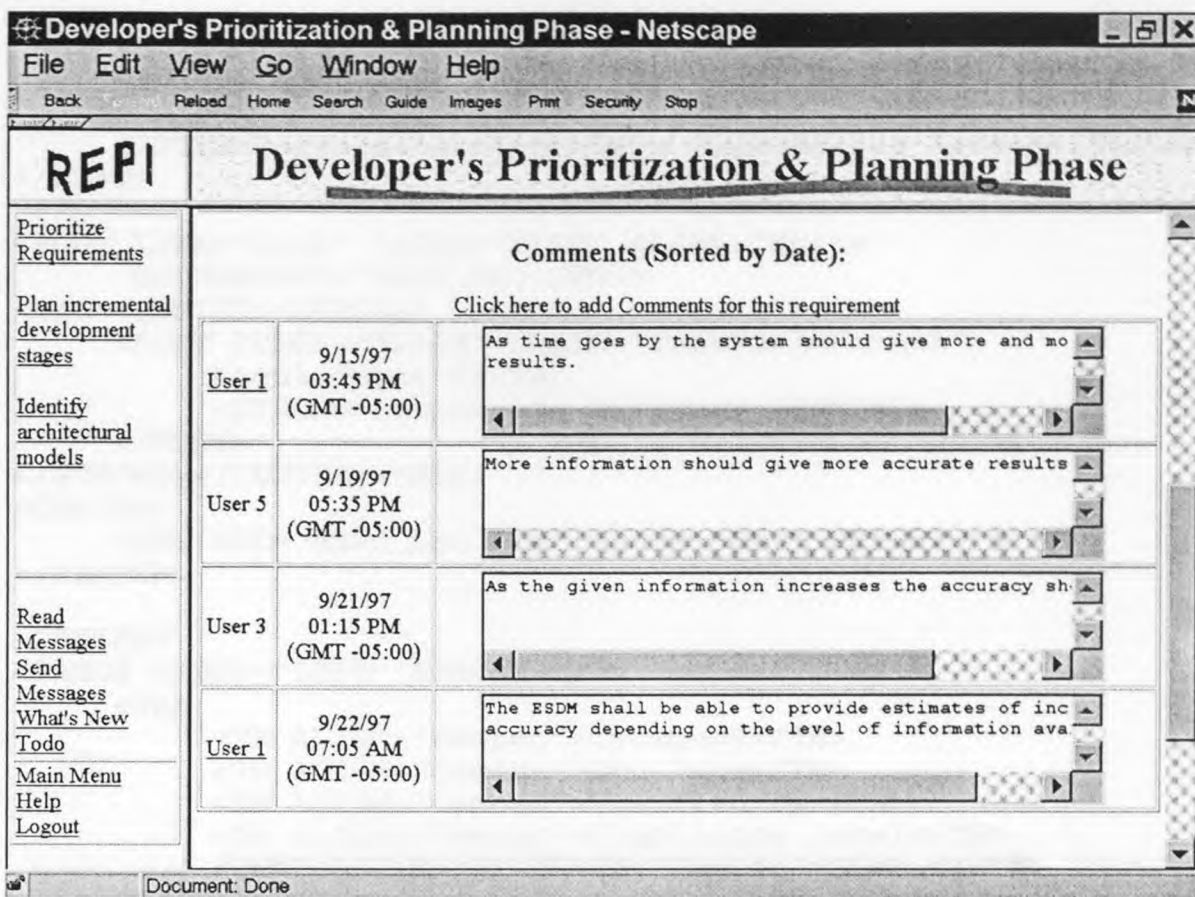 Developer's Prioritization & Planning Phase - Netscape
File Edit View Go Window Help
Back Reload Home Search Guide Images Print Security Stop
N
REPI
Developer's Prioritization & Planning Phase
Prioritize
Requirements
Plan incremental
development
stages
Identify
architectural
models
Read
Messages
Send
Messages
What's New
Todo
Main Menu
Help
Logout
Comments (Sorted by Date):
Click here to add Comments for this requirement
User 1
9/15/97
03:45 PM
(GMT -05:00)
As time goes by the system should give more and mo
results.
User 5
9/19/97
05:35 PM
(GMT -05:00)
More information should give more accurate results
User 3
9/21/97
01:15 PM
(GMT -05:00)
As the given information increases the accuracy sh
User 1
9/22/97
07:05 AM
(GMT -05:00)
The ESDM shall be able to provide estimates of inc
accuracy depending on the level of information ava
Document: Done